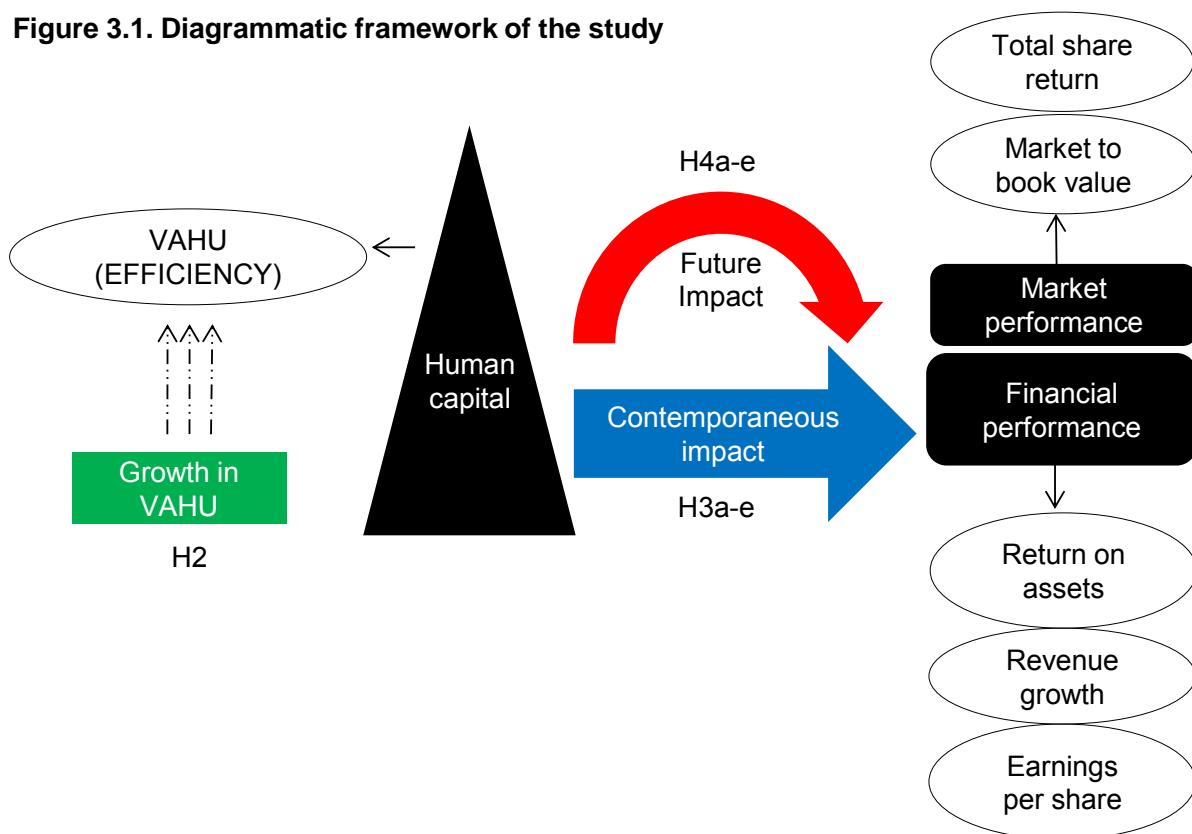 Figure 3.1. Diagrammatic framework of the study
VAHU
(EFFICIENCY)
Growth in
VAHU
H2
Human
capital
H4a-e
Future
Impact
Contemporaneous
impact
H3a-e
Total share
return
Market to
book value
Market
performance
Financial
performance
Return on
assets
Revenue
growth
Earnings
per share